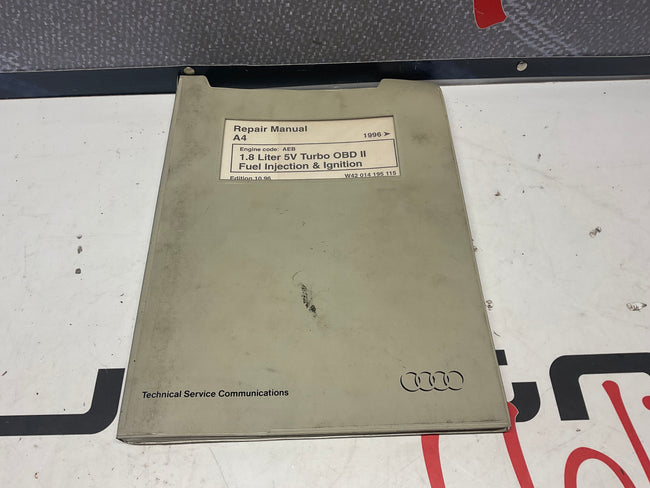 Repair Manual
A4
1996 ➤
Engine code: AEB
1.8 Liter 5V Turbo OBD II
Fuel Injection & Ignition
Edition 10.96
W42 014 195 115
Technical Service Communications